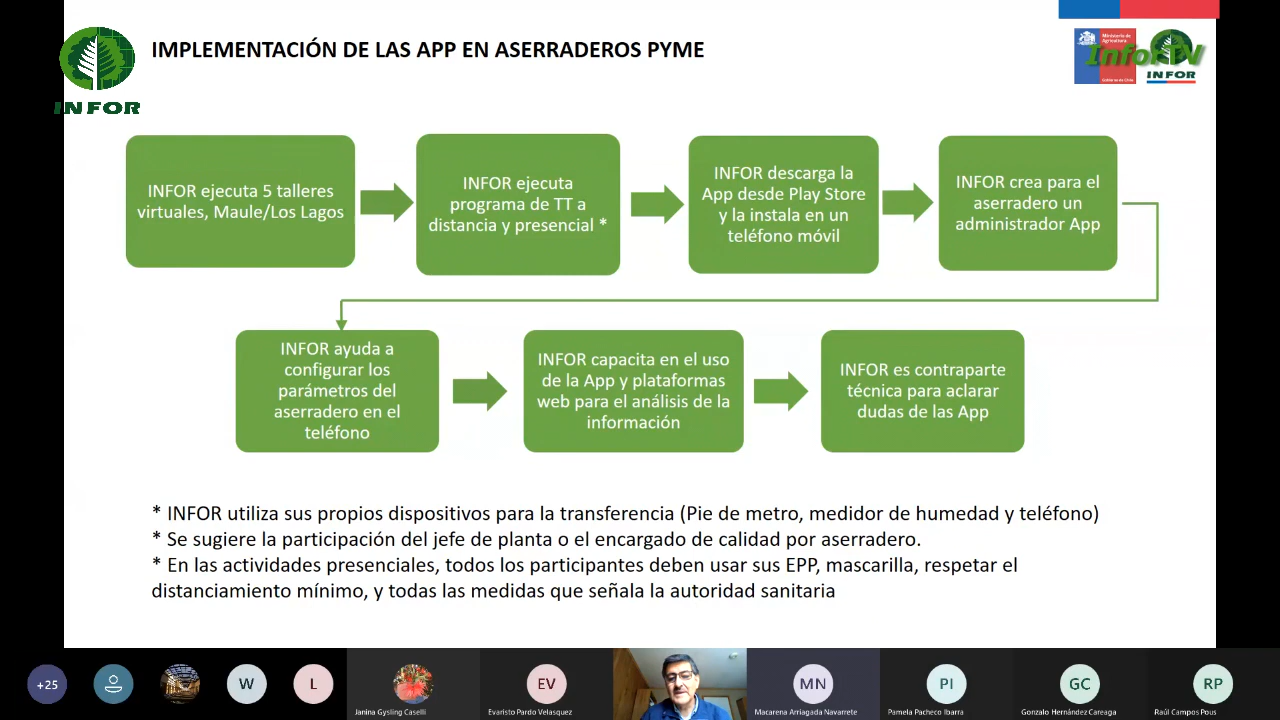 IMPLEMENTACIÓN DE LAS APP EN ASERRADEROS PYME
INFOR
Ministerio de
Agricultura
Gobierno de Chile
InforTV
INFOR
INFOR ejecuta 5 talleres
virtuales, Maule/Los Lagos
INFOR ejecuta
programa de TT a
distancia y presencial *
INFOR descarga la
App desde Play Store
y la instala en un
teléfono móvil
INFOR crea para el
aserradero un
administrador App
INFOR ayuda a
configurar los
parámetros del
aserradero en el
teléfono
INFOR capacita en el uso
de la App y plataformas
web para el análisis de la
información
INFOR es contraparte
técnica para aclarar
dudas de las App
* INFOR utiliza sus propios dispositivos para la transferencia (Pie de metro, medidor de humedad y teléfono)
* Se sugiere la participación del jefe de planta o el encargado de calidad por aserradero.
* En las actividades presenciales, todos los participantes deben usar sus EPP, mascarilla, respetar el
distanciamiento mínimo, y todas las medidas que señala la autoridad sanitaria
+25
W
L
Janina Gysling Caselli
EV
Evaristo Pardo Velasquez
MN
Macarena Arriagada Navarrete
PI
Pamela Pacheco Ibarra
GC
Gonzalo Hernández Careaga
RP
Raúl Campos Pous